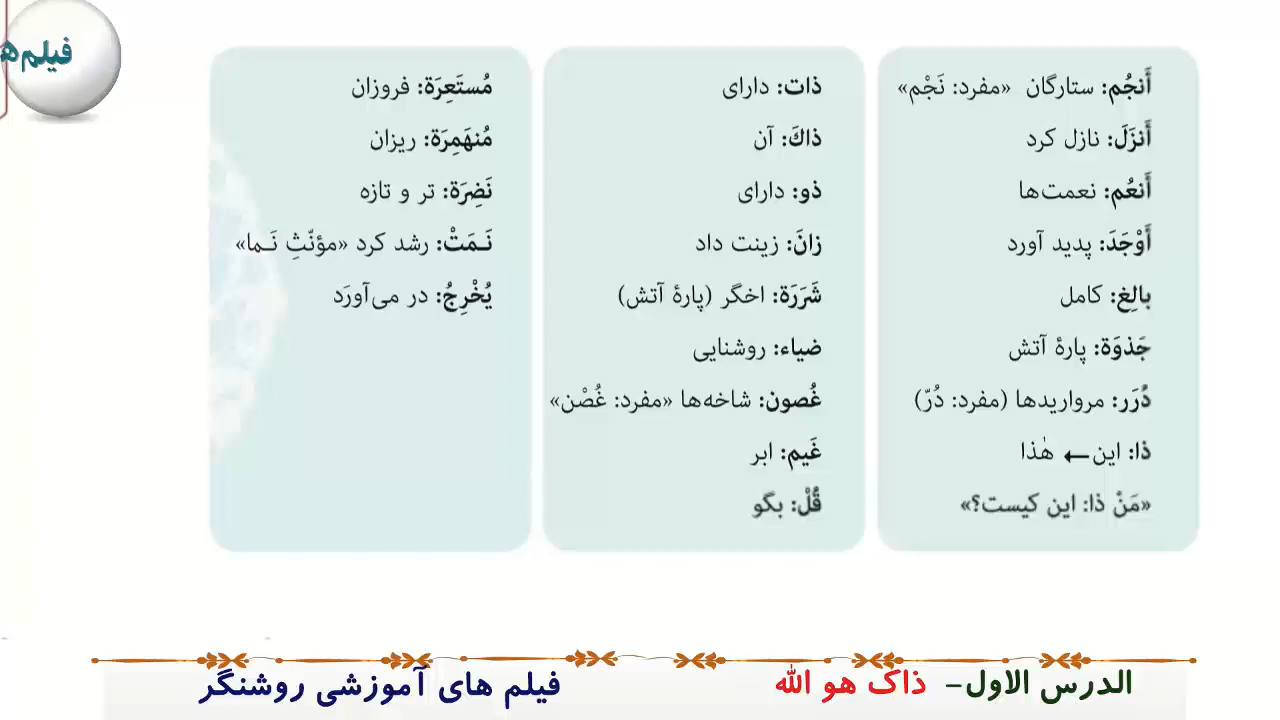 فیلم‌ه
أَنجُم: ستارگان «مفرد: نَجْم»
أَنزَلَ: نازل کرد
أَنعُم: نعمت‌ها
أَوْجَدَ: پدید آورد
بالِغ: کامل
جَذوَة: پارهٔ آتش
دُرَر: مرواریدها (مفرد: دُرّ)
ذا: این ← هٰذا
«مَنْ ذا: این کیست؟»
ذات: دارای
ذاكَ: آن
ذو: دارای
زانَ: زینت داد
شَرَرَة: اخگر (پارهٔ آتش)
ضیاء: روشنایی
غُصون: شاخه‌ها «مفرد: غُصْن»
غَیم: ابر
قُلْ: بگو
مُستَعِرَة: فروزان
مُنهَمِرَة: ریزان
نَضِرَة: تر و تازه
نَـمَتْ: رشد کرد «مؤنّثِ نَـما»
یُخْرِجُ: در می‌آورَد
الدرس الاول- ذاک هو الله
فیلم های آموزشی روشنگر